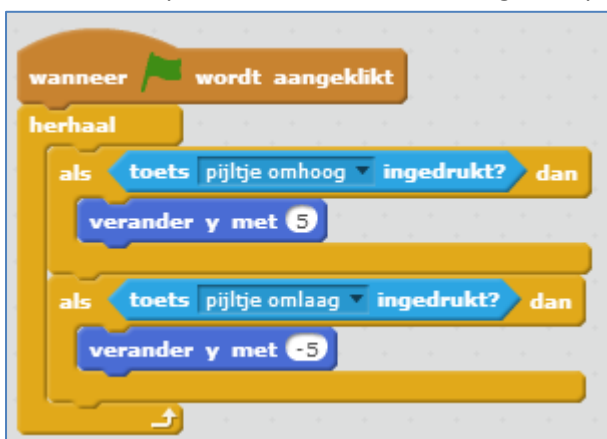 wanneer wordt aangeklikt
herhaal
als toets pijltje omhoog ingedrukt? dan
verander y met 5
als toets pijltje omlaag ingedrukt? dan
verander y met -5